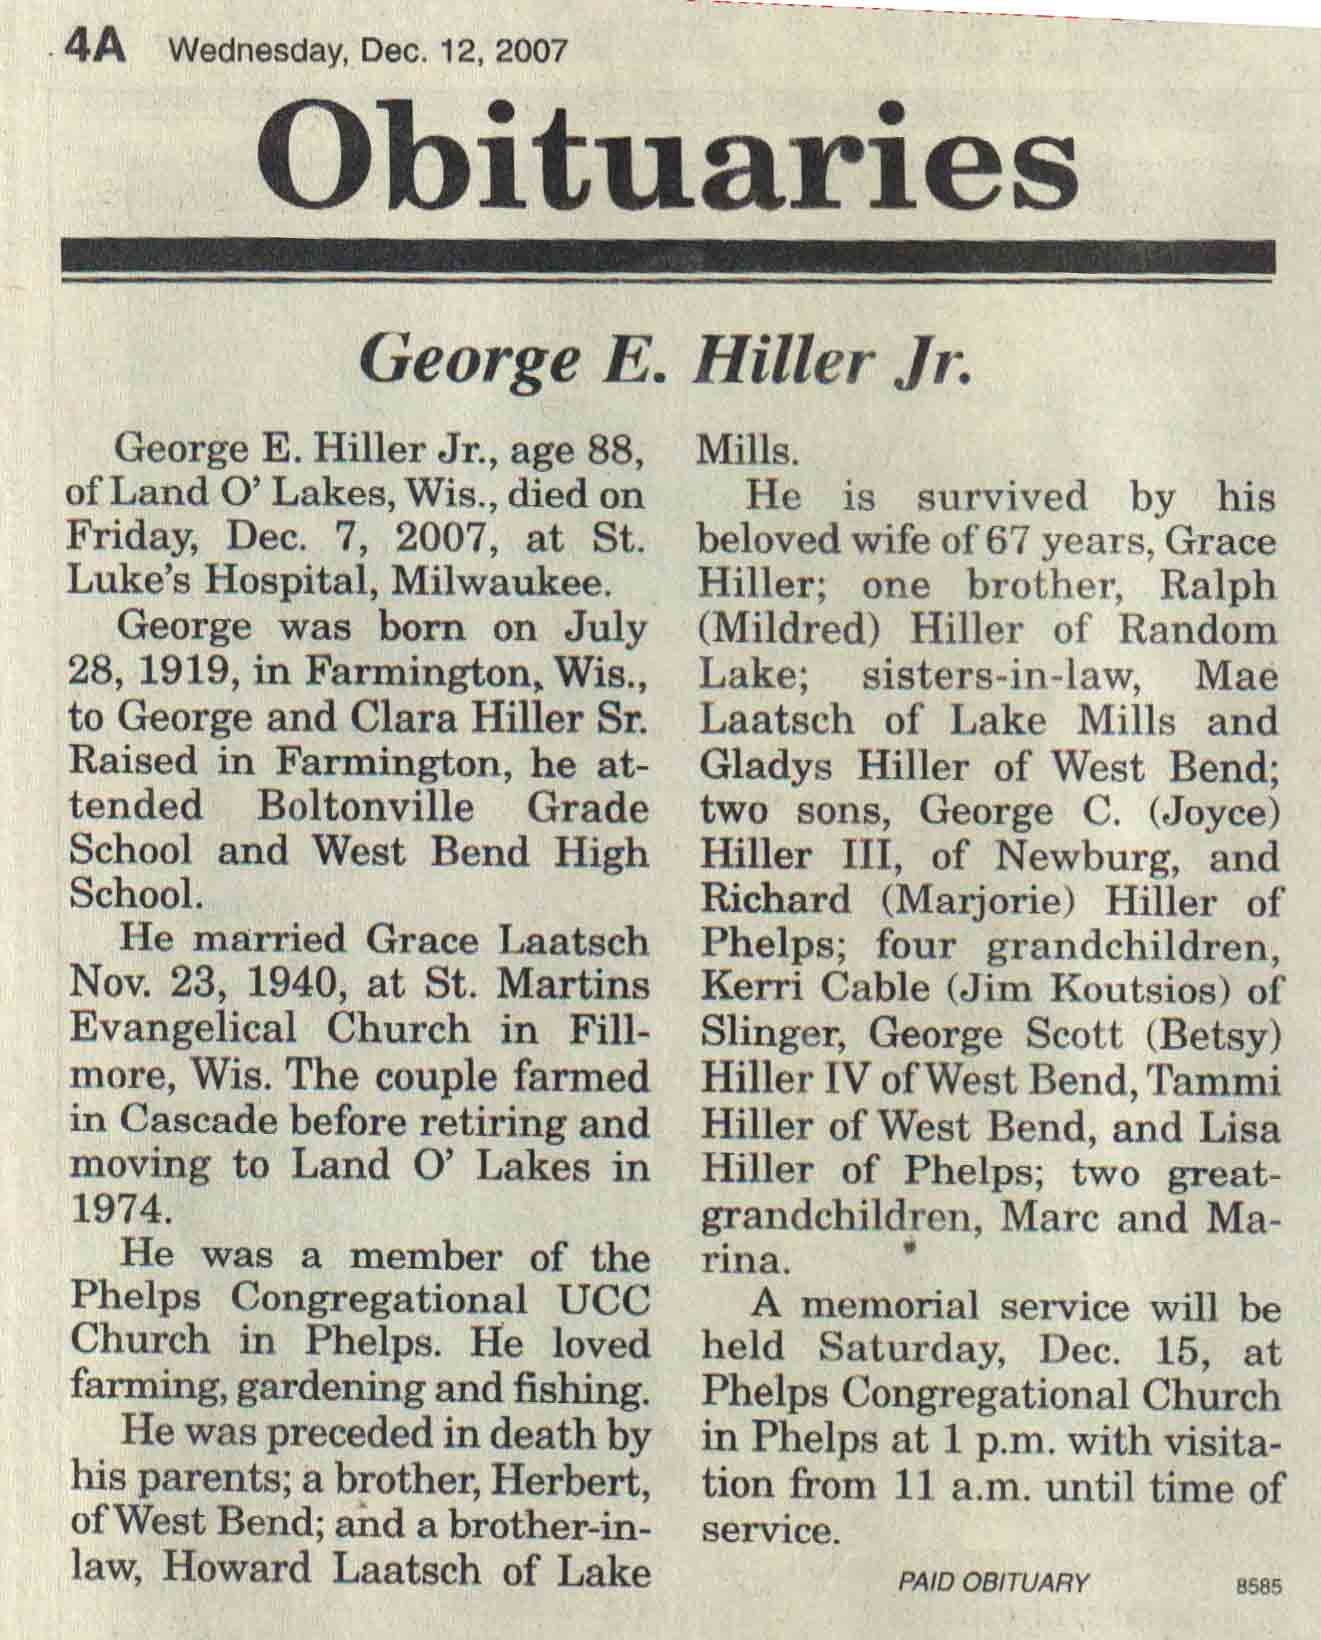 4A Wednesday, Dec. 12, 2007
Obituaries
George E. Hiller Jr.
George E. Hiller Jr., age 88,
of Land O' Lakes, Wis., died on
Friday, Dec. 7, 2007, at St.
Luke's Hospital, Milwaukee.
George was born on July
28, 1919, in Farmington, Wis.,
to George and Clara Hiller Sr.
Raised in Farmington, he at-
tended Boltonville Grade
School and West Bend High
School.
He married Grace Laatsch
Nov. 23, 1940, at St. Martins
Evangelical Church in Fill-
more, Wis. The couple farmed
in Cascade before retiring and
moving to Land O' Lakes in
1974.
He was a member of the
Phelps Congregational UCC
Church in Phelps. He loved
farming, gardening and fishing.
He was preceded in death by
his parents; a brother, Herbert,
of West Bend; and a brother-in-
law, Howard Laatsch of Lake
Mills.
He is survived by his
beloved wife of 67 years, Grace
Hiller; one brother, Ralph
(Mildred) Hiller of Random
Lake; sisters-in-law, Mae
Laatsch of Lake Mills and
Gladys Hiller of West Bend;
two sons, George C. (Joyce)
Hiller III, of Newburg, and
Richard (Marjorie) Hiller of
Phelps; four grandchildren,
Kerri Cable (Jim Koutsios) of
Slinger, George Scott (Betsy)
Hiller IV of West Bend, Tammi
Hiller of West Bend, and Lisa
Hiller of Phelps; two great-
grandchildren, Marc and Ma-
rina.
A memorial service will be
held Saturday, Dec. 15, at
Phelps Congregational Church
in Phelps at 1 p.m. with visita-
tion from 11 a.m. until time of
service.
PAID OBITUARY 8585